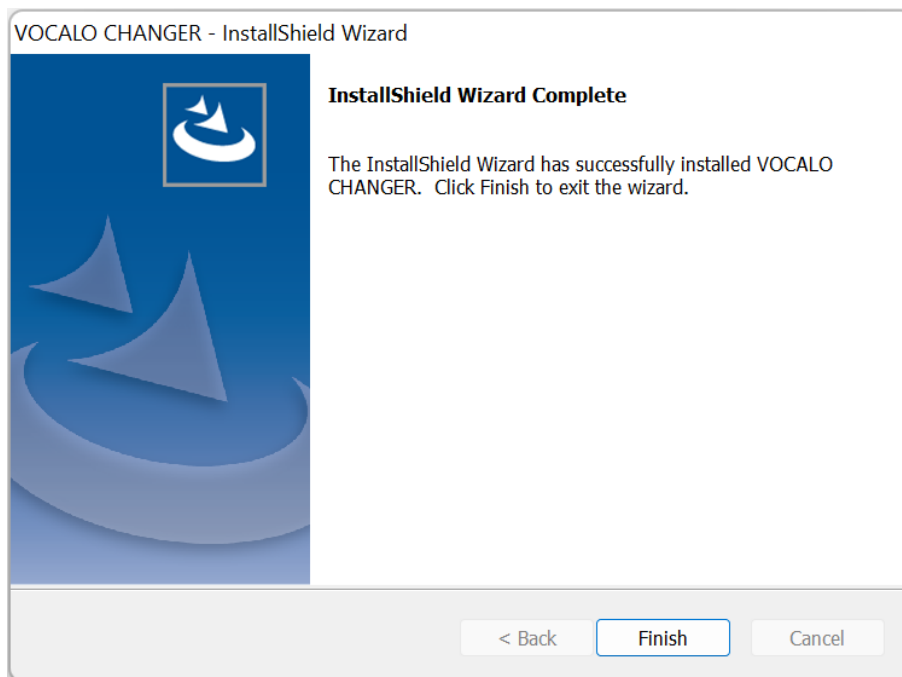 VOCALO CHANGER - InstallShield Wizard
InstallShield Wizard Complete
The InstallShield Wizard has successfully installed VOCALO
CHANGER.  Click Finish to exit the wizard.
< Back
Finish
Cancel